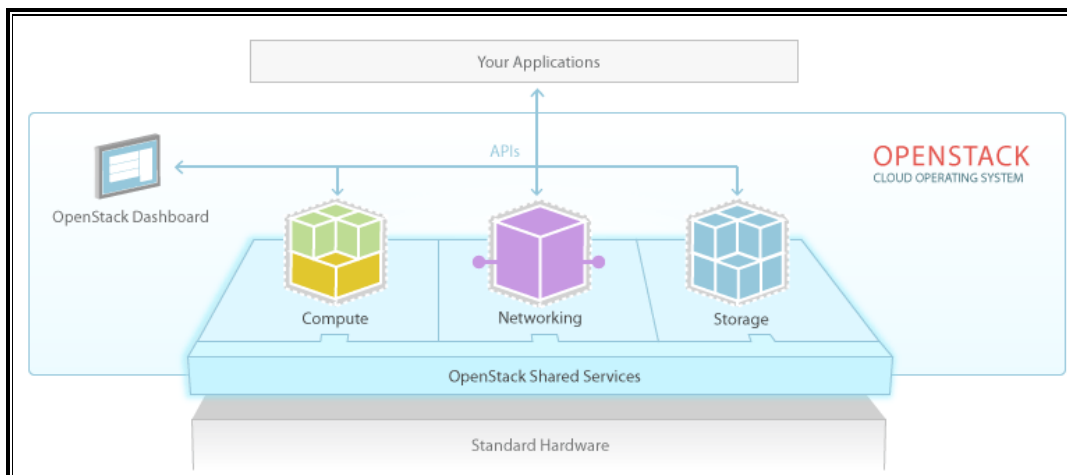 Your Applications
APIs
OPENSTACK
CLOUD OPERATING SYSTEM
OpenStack Dashboard
Compute
Networking
Storage
OpenStack Shared Services
Standard Hardware